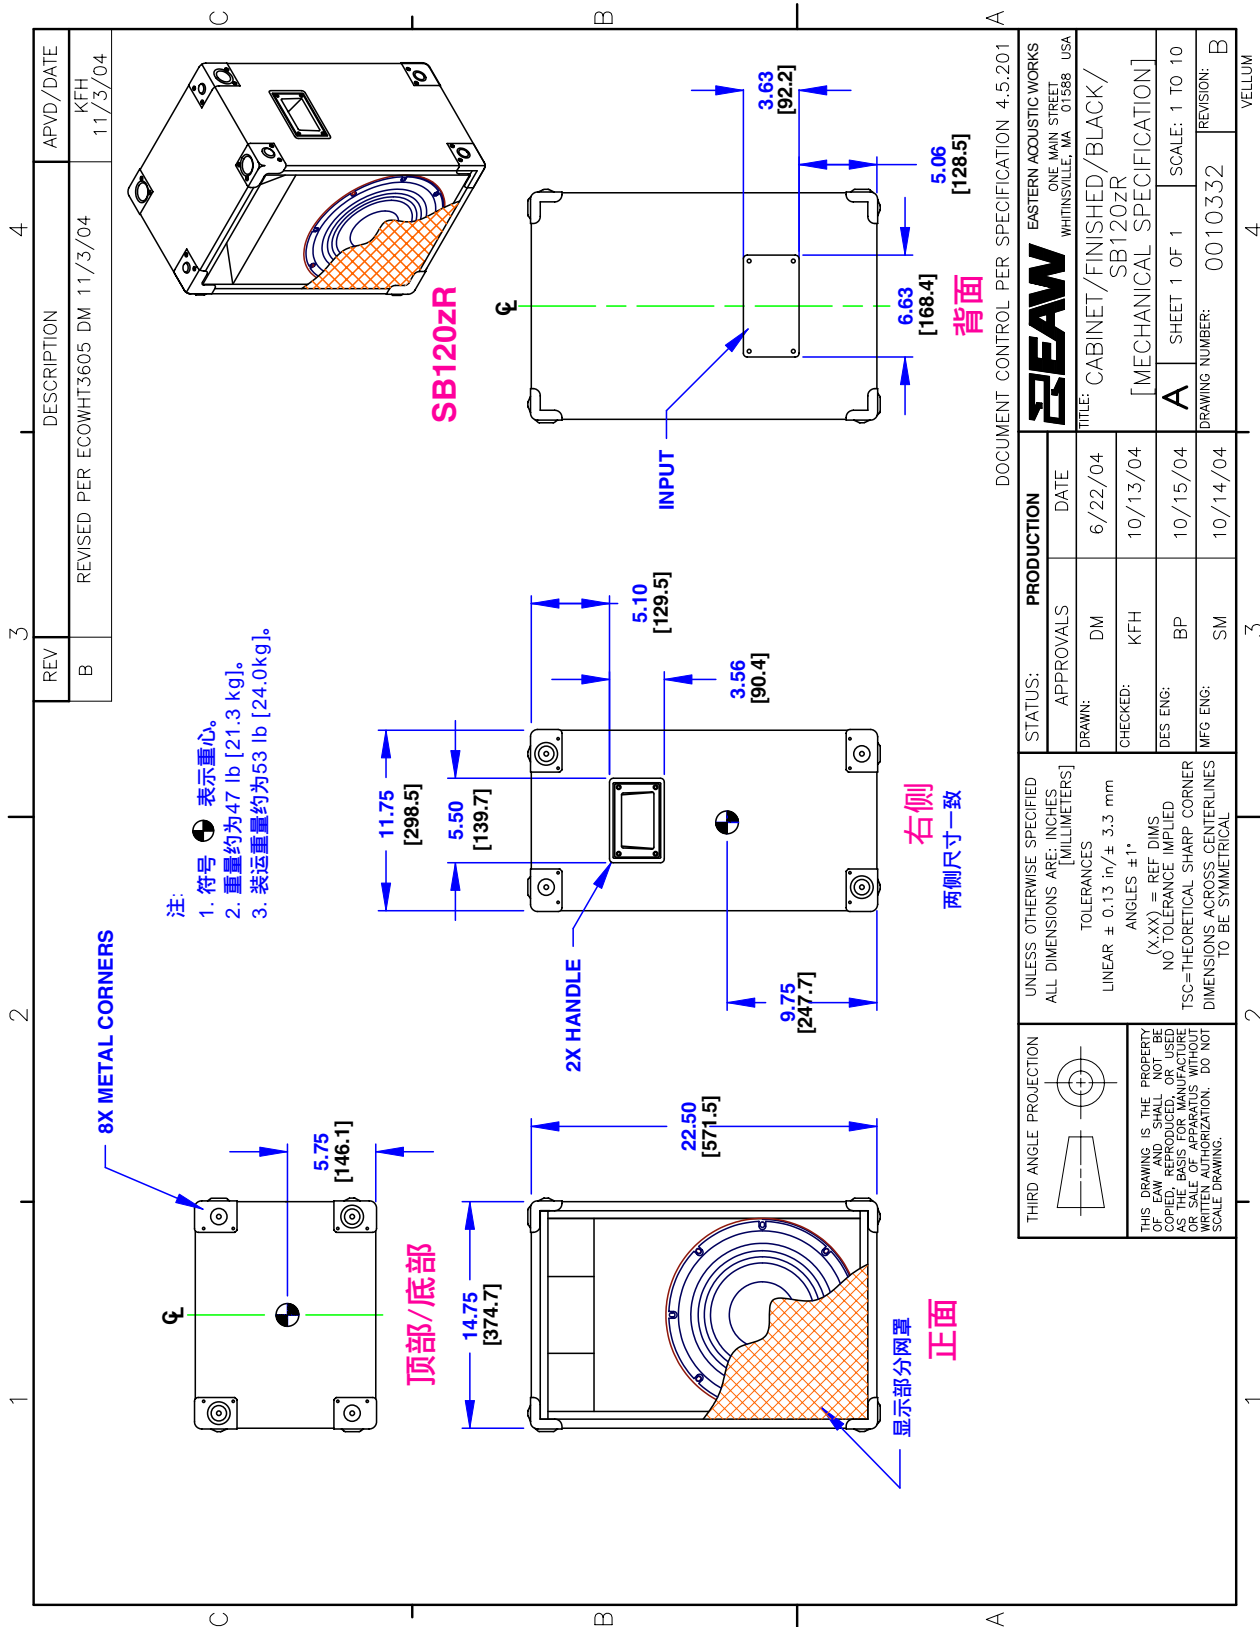 1
2
3
4
C
B
A
C
B
A
1
2
3
4
REV
DESCRIPTION
APVD/DATE
B
REVISED PER ECOWHT3605 DM 11/3/04
KFH
11/3/04
注:
1. 符号 表示重心。
2. 重量约为47 lb [21.3 kg]。
3. 装运重量约为53 lb [24.0kg]。
8X METAL CORNERS
℄
5.75
[146.1]
顶部/底部
SB120zR
14.75
[374.7]
22.50
[571.5]
显示部分网罩
正面
11.75
[298.5]
5.50
[139.7]
5.10
[129.5]
3.56
[90.4]
2X HANDLE
9.75
[247.7]
右侧
两侧尺寸一致
℄
INPUT
3.63
[92.2]
5.06
[128.5]
6.63
[168.4]
背面
DOCUMENT CONTROL PER SPECIFICATION 4.5.201
THIRD ANGLE PROJECTION
THIS DRAWING IS THE PROPERTY
OF EAW AND SHALL NOT BE
COPIED, REPRODUCED, OR USED
AS THE BASIS FOR MANUFACTURE
OR SALE OF APPARATUS WITHOUT
WRITTEN AUTHORIZATION. DO NOT
SCALE DRAWING.
UNLESS OTHERWISE SPECIFIED
ALL DIMENSIONS ARE: INCHES
[MILLIMETERS]
TOLERANCES
LINEAR ± 0.13 in/± 3.3 mm
ANGLES ±1°
(X.XX) = REF DIMS
NO TOLERANCE IMPLIED
TSC=THEORETICAL SHARP CORNER
DIMENSIONS ACROSS CENTERLINES
TO BE SYMMETRICAL
STATUS: PRODUCTION
APPROVALS DATE
DRAWN: DM 6/22/04
CHECKED: KFH 10/13/04
DES ENG: BP 10/15/04
MFG ENG: SM 10/14/04
EAW
EASTERN ACOUSTIC WORKS
ONE MAIN STREET
WHITINSVILLE, MA 01588 USA
TITLE: CABINET/FINISHED/BLACK/
SB120zR
[MECHANICAL SPECIFICATION]
A
SHEET 1 OF 1
SCALE: 1 TO 10
DRAWING NUMBER: 0010332
REVISION: B
VELLUM